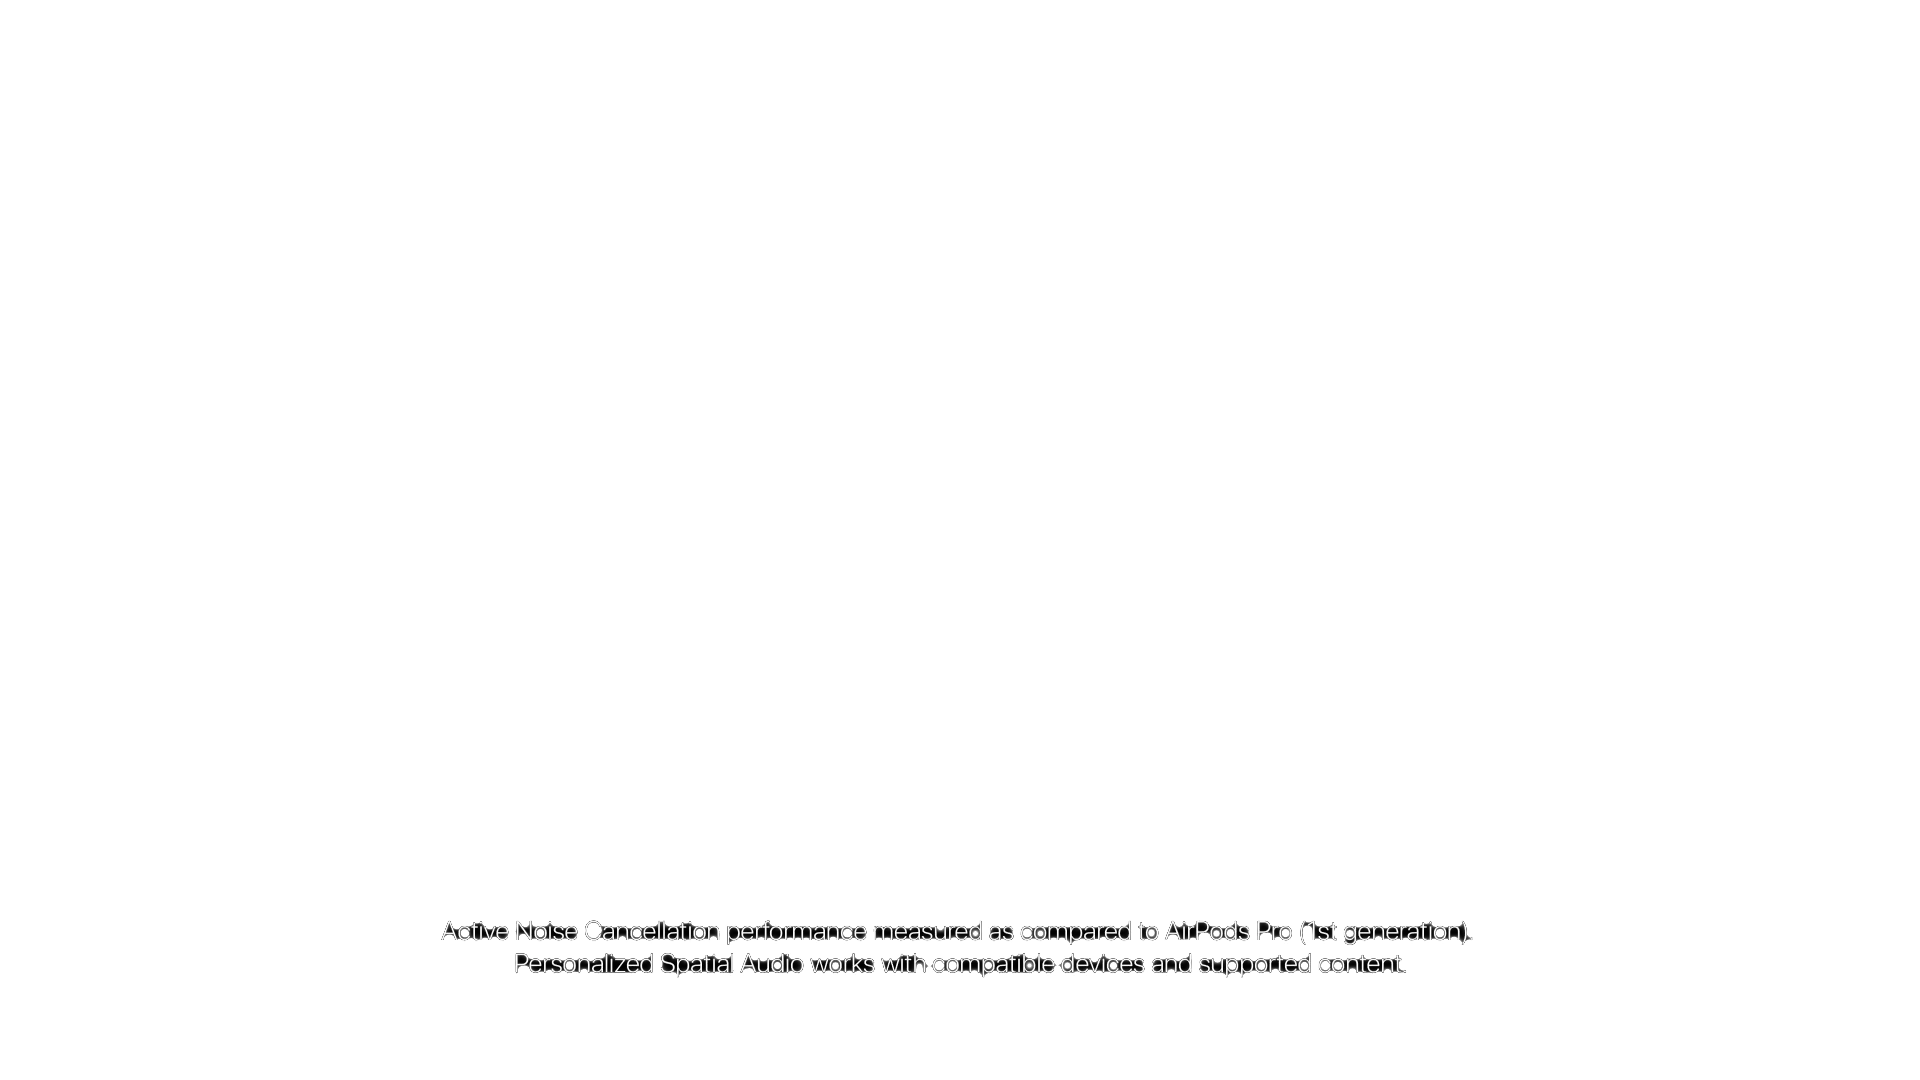 Active Noise Cancellation performance measured as compared to AirPods Pro (1st generation).
Personalized Spatial Audio works with compatible devices and supported content.